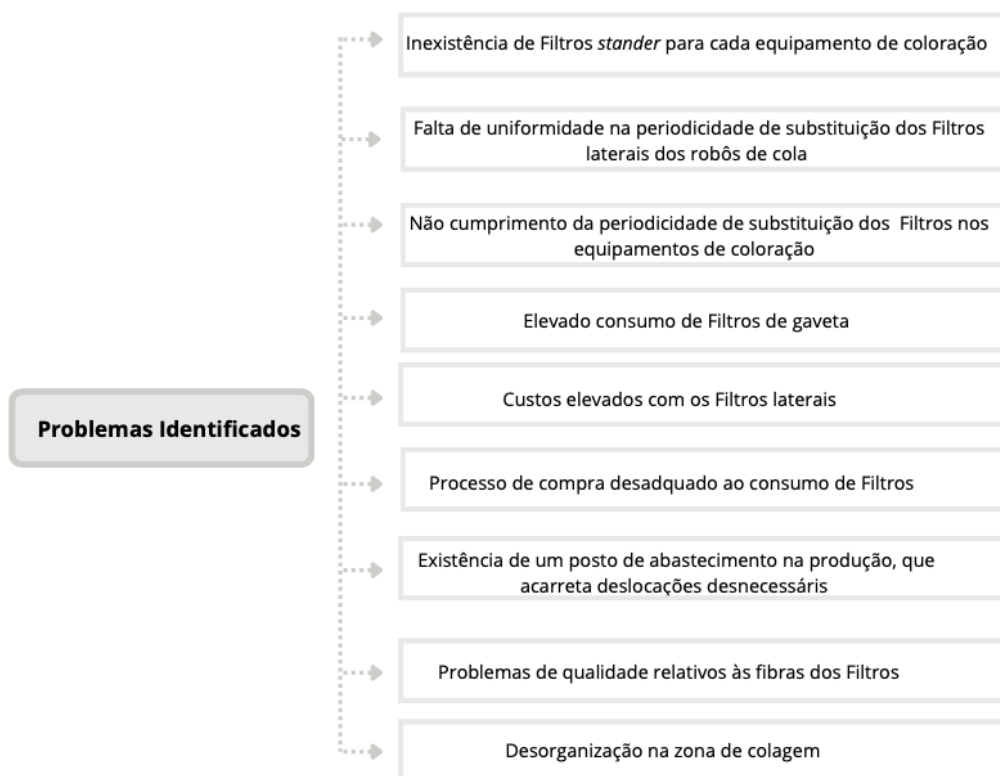 Inexistência de Filtros stander para cada equipamento de coloração
Falta de uniformidade na periodicidade de substituição dos Filtros
laterais dos robôs de cola
Não cumprimento da periodicidade de substituição dos Filtros nos
equipamentos de coloração
Elevado consumo de Filtros de gaveta
Custos elevados com os Filtros laterais
Problemas Identificados
Processo de compra desadquado ao consumo de Filtros
Existência de um posto de abastecimento na produção, que
acarreta deslocações desnecessáris
Problemas de qualidade relativos às fibras dos Filtros
Desorganização na zona de colagem